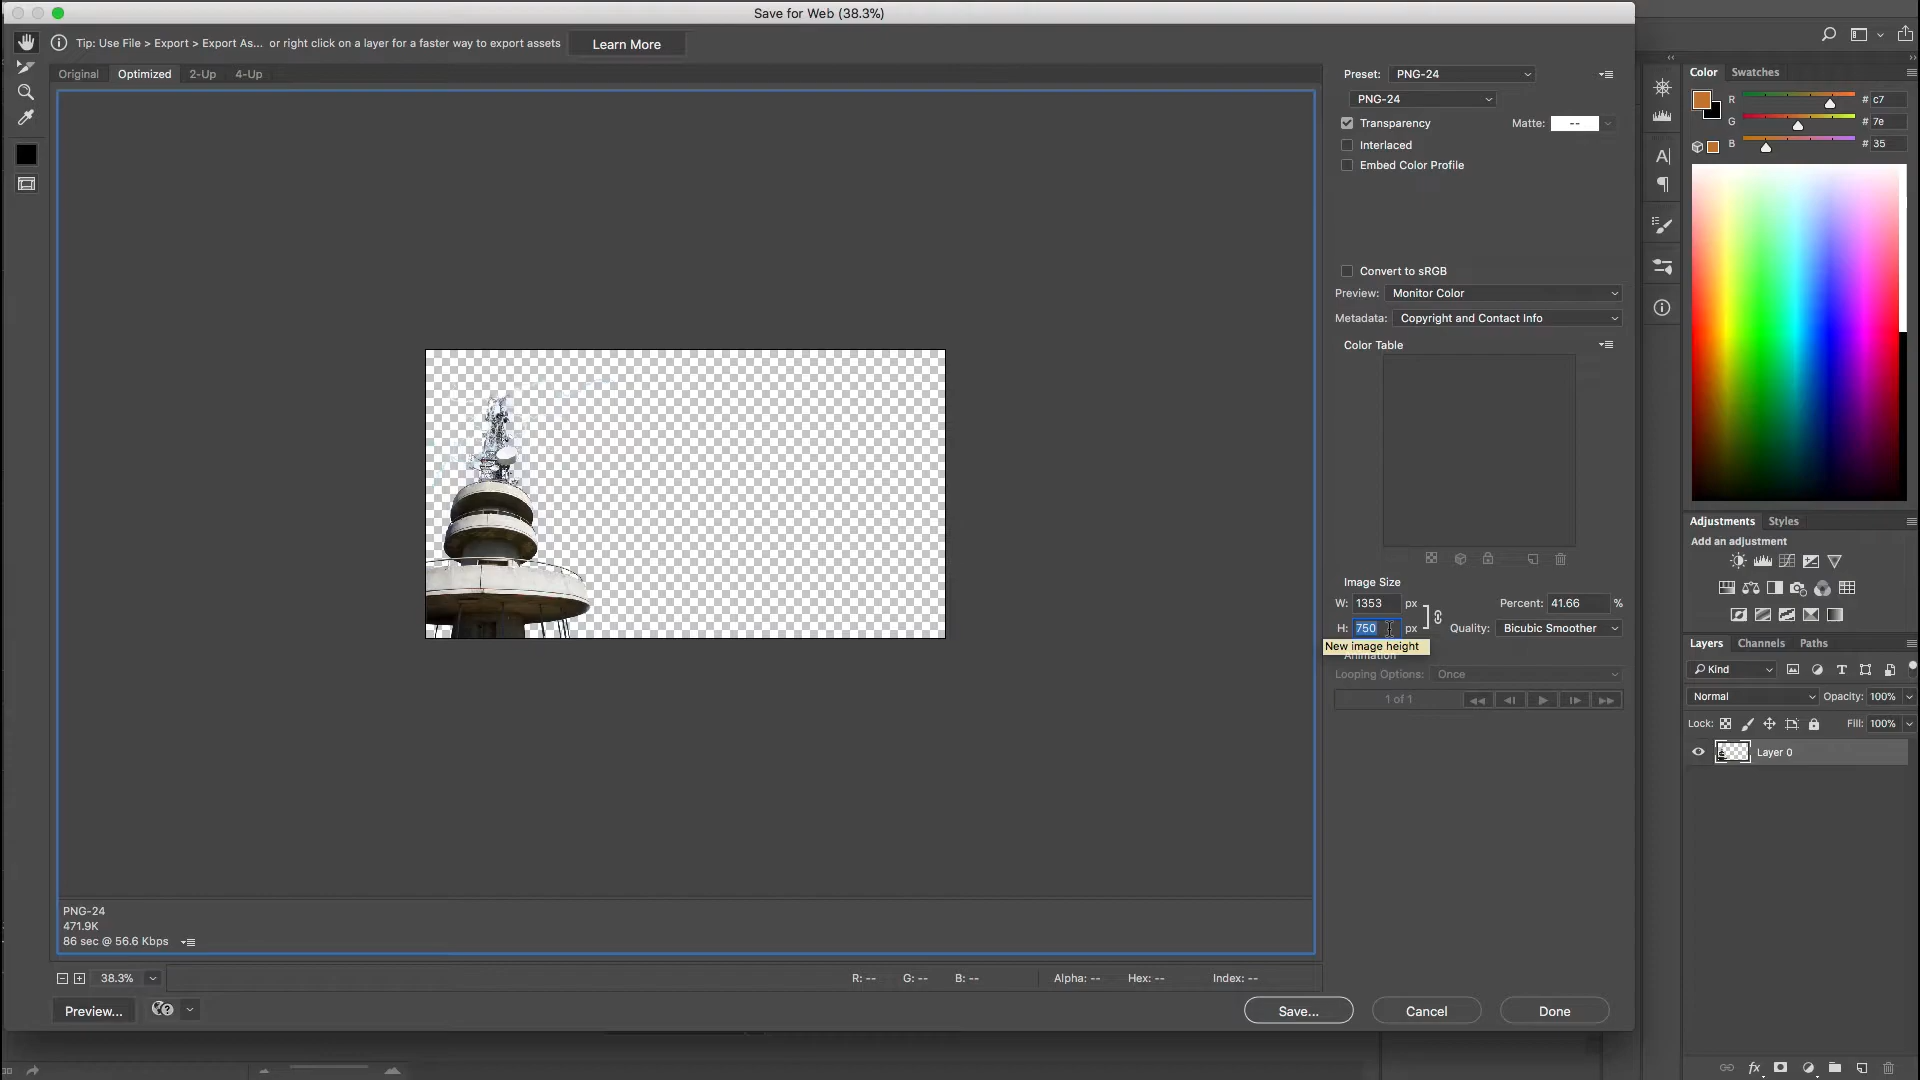 Save for Web (38.3%)
Tip: Use File > Export > Export As... or right click on a layer for a faster way to export assets
Learn More
Original
Optimized
2-Up
4-Up
Preset: PNG-24
PNG-24
Transparency
Matte: --
Interlaced
Embed Color Profile
Convert to sRGB
Preview: Monitor Color
Metadata: Copyright and Contact Info
Color Table
Image Size
W: 1353 px
Percent: 41.66 %
H: 750 px
Quality: Bicubic Smoother
New image height
Animation
Looping Options: Once
1 of 1
PNG-24
471.9K
86 sec @ 56.6 Kbps
38.3%
R: --
G: --
B: --
Alpha: --
Hex: --
Index: --
Preview...
Save...
Cancel
Done
Color
Swatches
R # c7
G # 7e
B # 35
Adjustments
Styles
Add an adjustment
Layers
Channels
Paths
Kind
Normal
Opacity: 100%
Lock:
Fill: 100%
Layer 0
fx